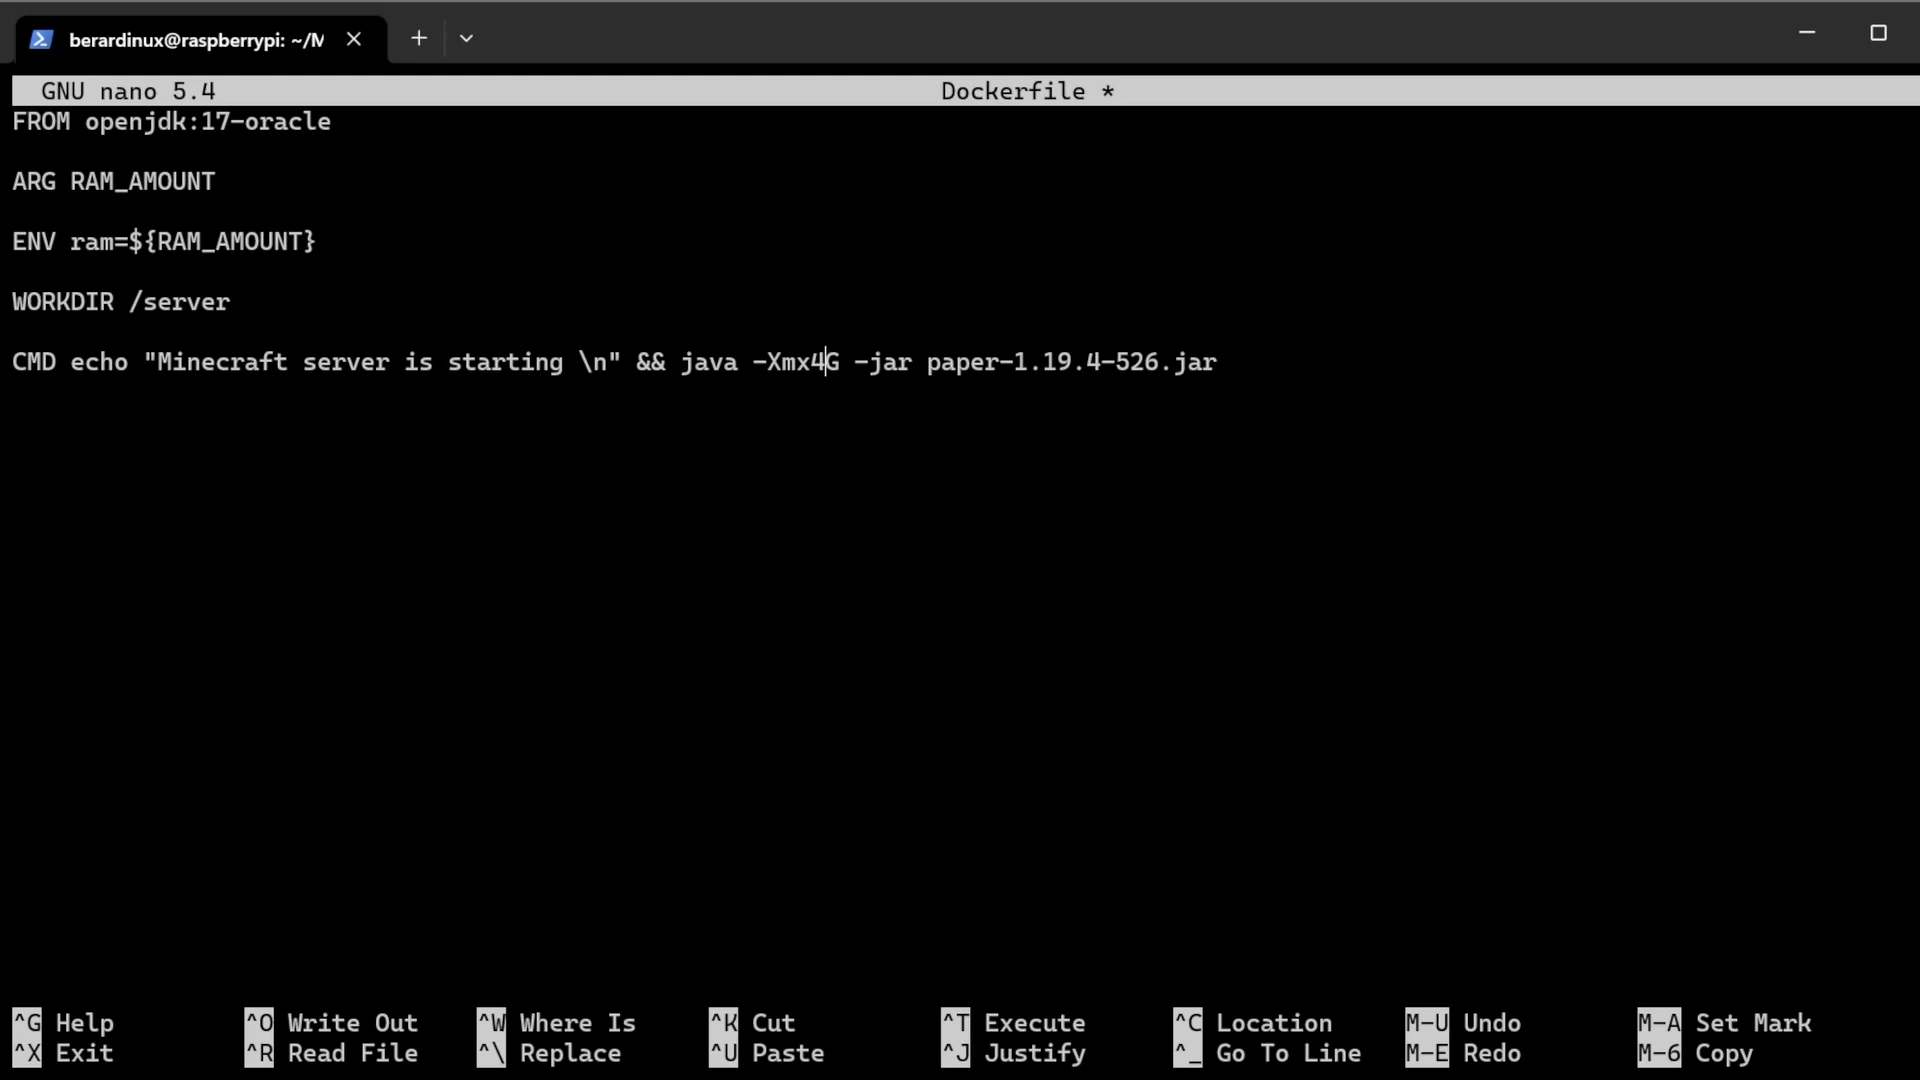 berardinux@raspberrypi: ~/M
GNU nano 5.4 Dockerfile *
FROM openjdk:17-oracle
ARG RAM_AMOUNT
ENV ram=${RAM_AMOUNT}
WORKDIR /server
CMD echo "Minecraft server is starting \n" && java -Xmx4G -jar paper-1.19.4-526.jar
^G Help ^O Write Out ^W Where Is ^K Cut ^T Execute ^C Location M-U Undo M-A Set Mark
^X Exit ^R Read File ^\ Replace ^U Paste ^J Justify ^_ Go To Line M-E Redo M-6 Copy